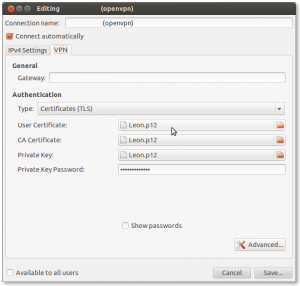 Editing (openvpn)
Connection name: (openvpn)
Connect automatically
IPv4 Settings VPN
General
Gateway:
Authentication
Type: Certificates (TLS)
User Certificate: Leon.p12
CA Certificate: Leon.p12
Private Key: Leon.p12
Private Key Password: •••••••••••••
Show passwords
Advanced...
Available to all users
Cancel Save...